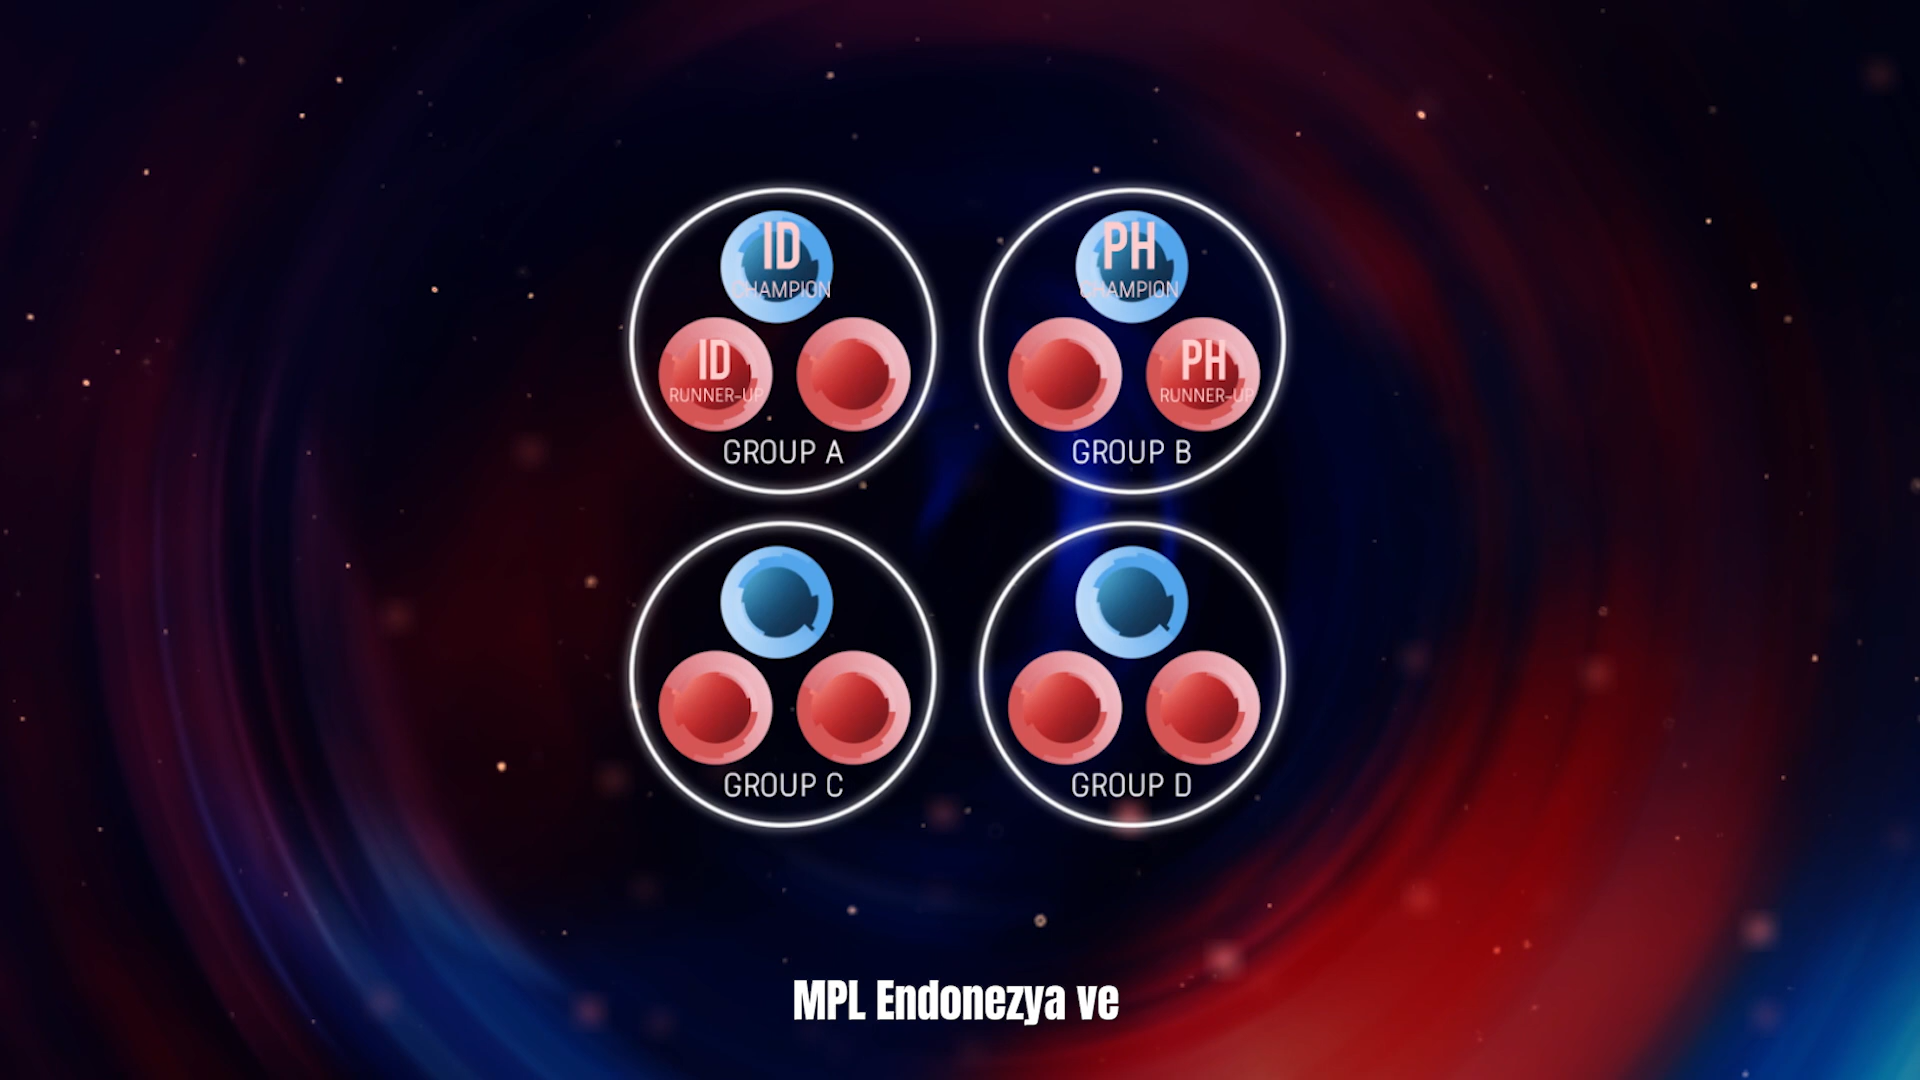 ID
CHAMPION
ID
RUNNER-UP
GROUP A
PH
CHAMPION
PH
RUNNER-UP
GROUP B
GROUP C
GROUP D
MPL Endonezya ve